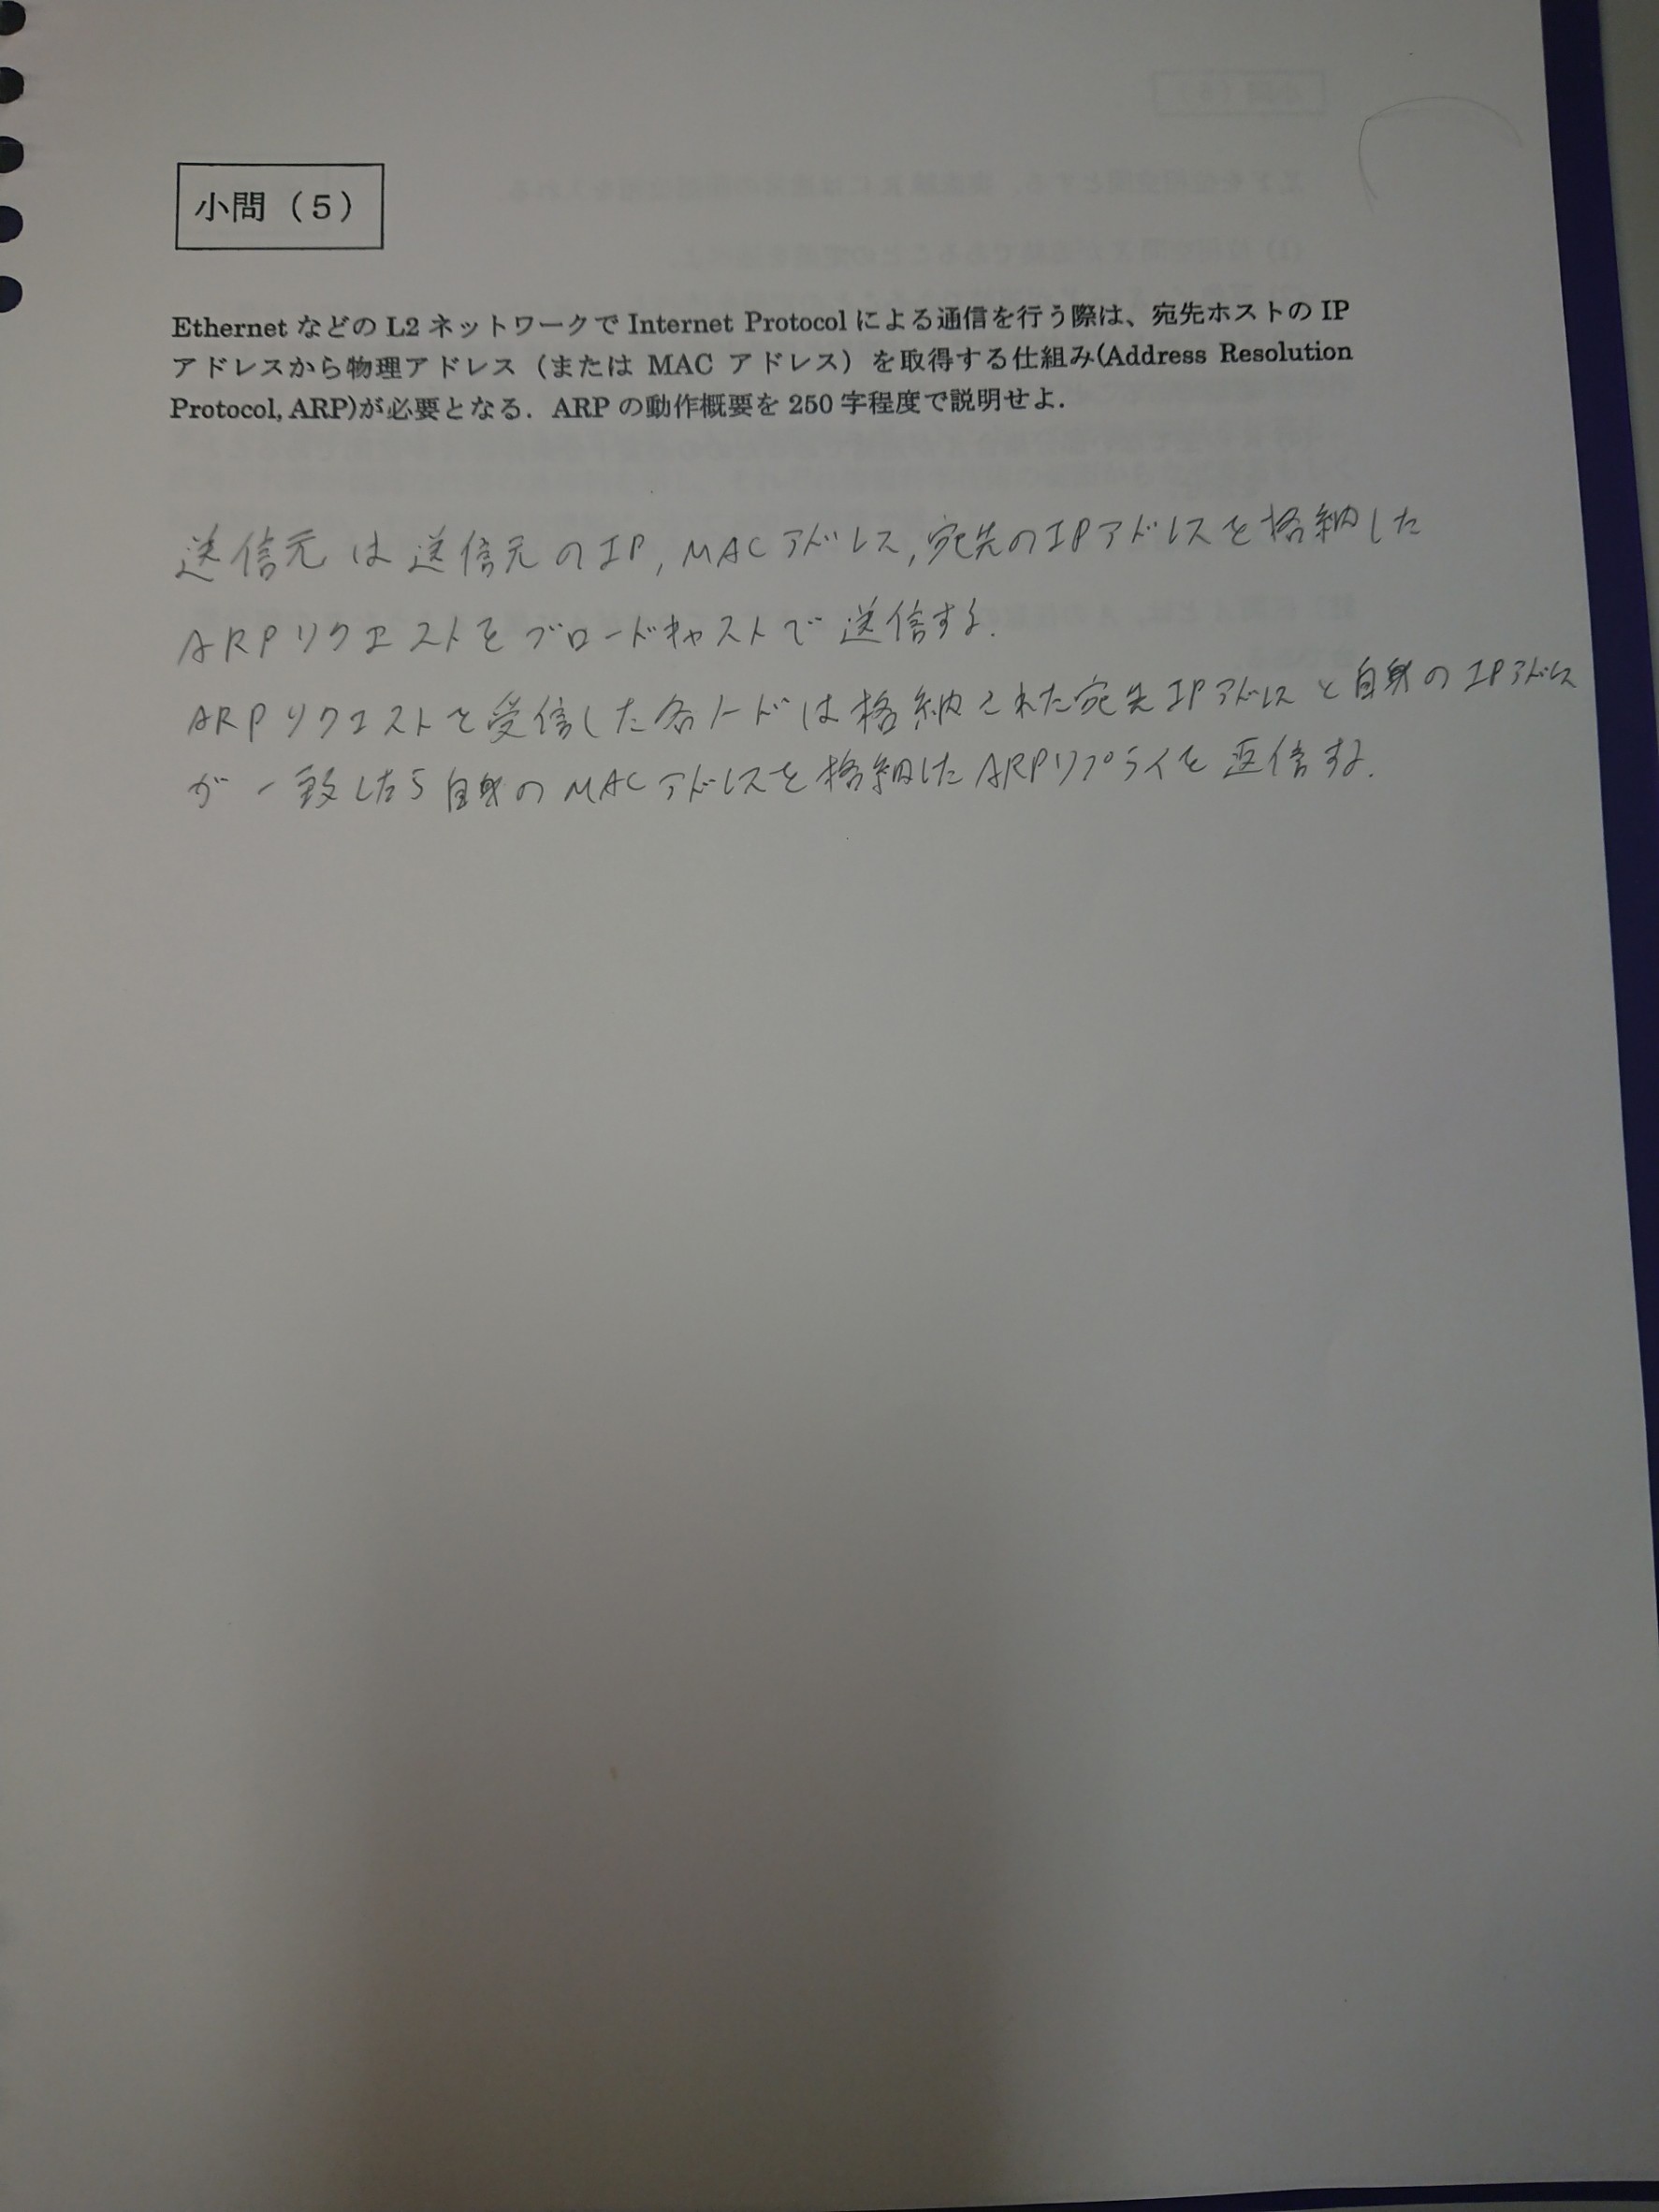 小問（5）
Ethernet などの L2 ネットワークで Internet Protocol による通信を行う際は、宛先ホストの IP
アドレスから物理アドレス（または MAC アドレス）を取得する仕組み(Address Resolution
Protocol, ARP)が必要となる．ARP の動作概要を 250 字程度で説明せよ．
送信元は送信元のIP, MACアドレス, 宛先のIPアドレスを格納した
ARPリクエストをブロードキャストで送信する.
ARPリクエストを受信した各ノードは格納された宛先IPアドレスと自身のIPアドレス
が一致したら自身のMACアドレスを格納したARPリプライを返信する.